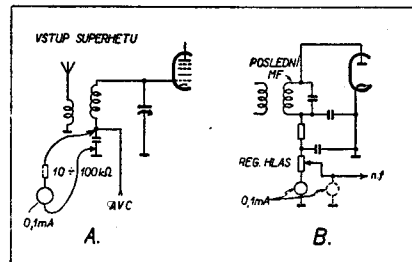 VSTUP SUPERHETU
10 ÷ 100kΩ
0,1mA
AVC
A.
POSLEDNÍ
MF
REG. HLAS
n.f
0,1mA
B.